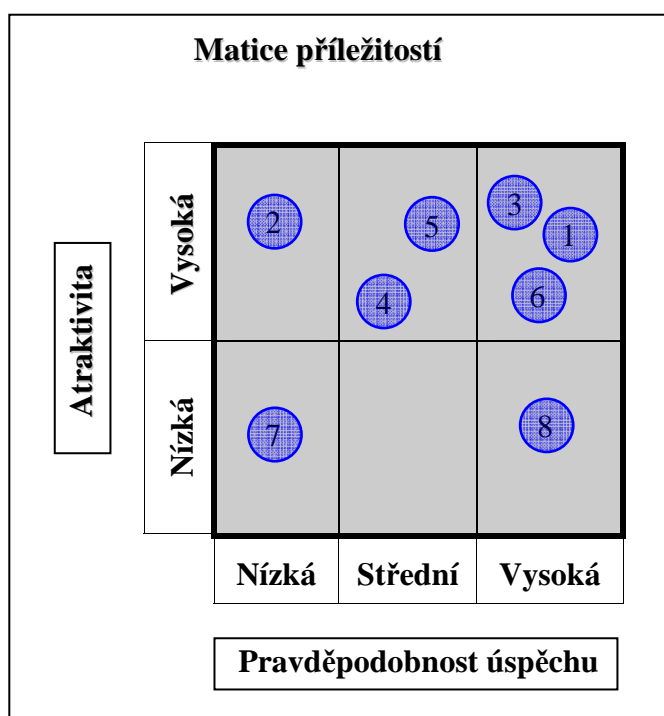 Matice příležitostí
Atraktivita
Vysoká
2
5
3
1
4
6
Nízká
7
8
Nízká
Střední
Vysoká
Pravděpodobnost úspěchu